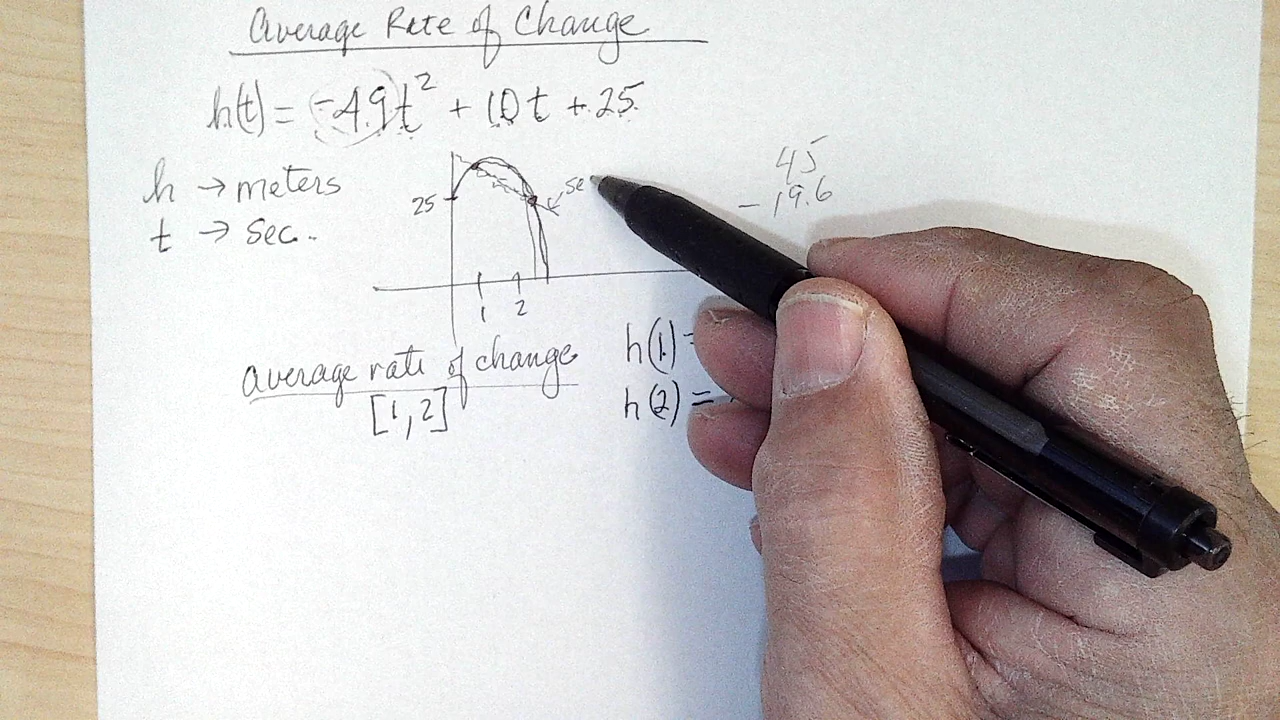 Average Rate of Change
h(t) = -4.9t² + 10t + 25
h → meters
t → sec.
25
se
45
- 19.6
1 2
average rate of change
[1, 2]
h(1) =
h(2) =